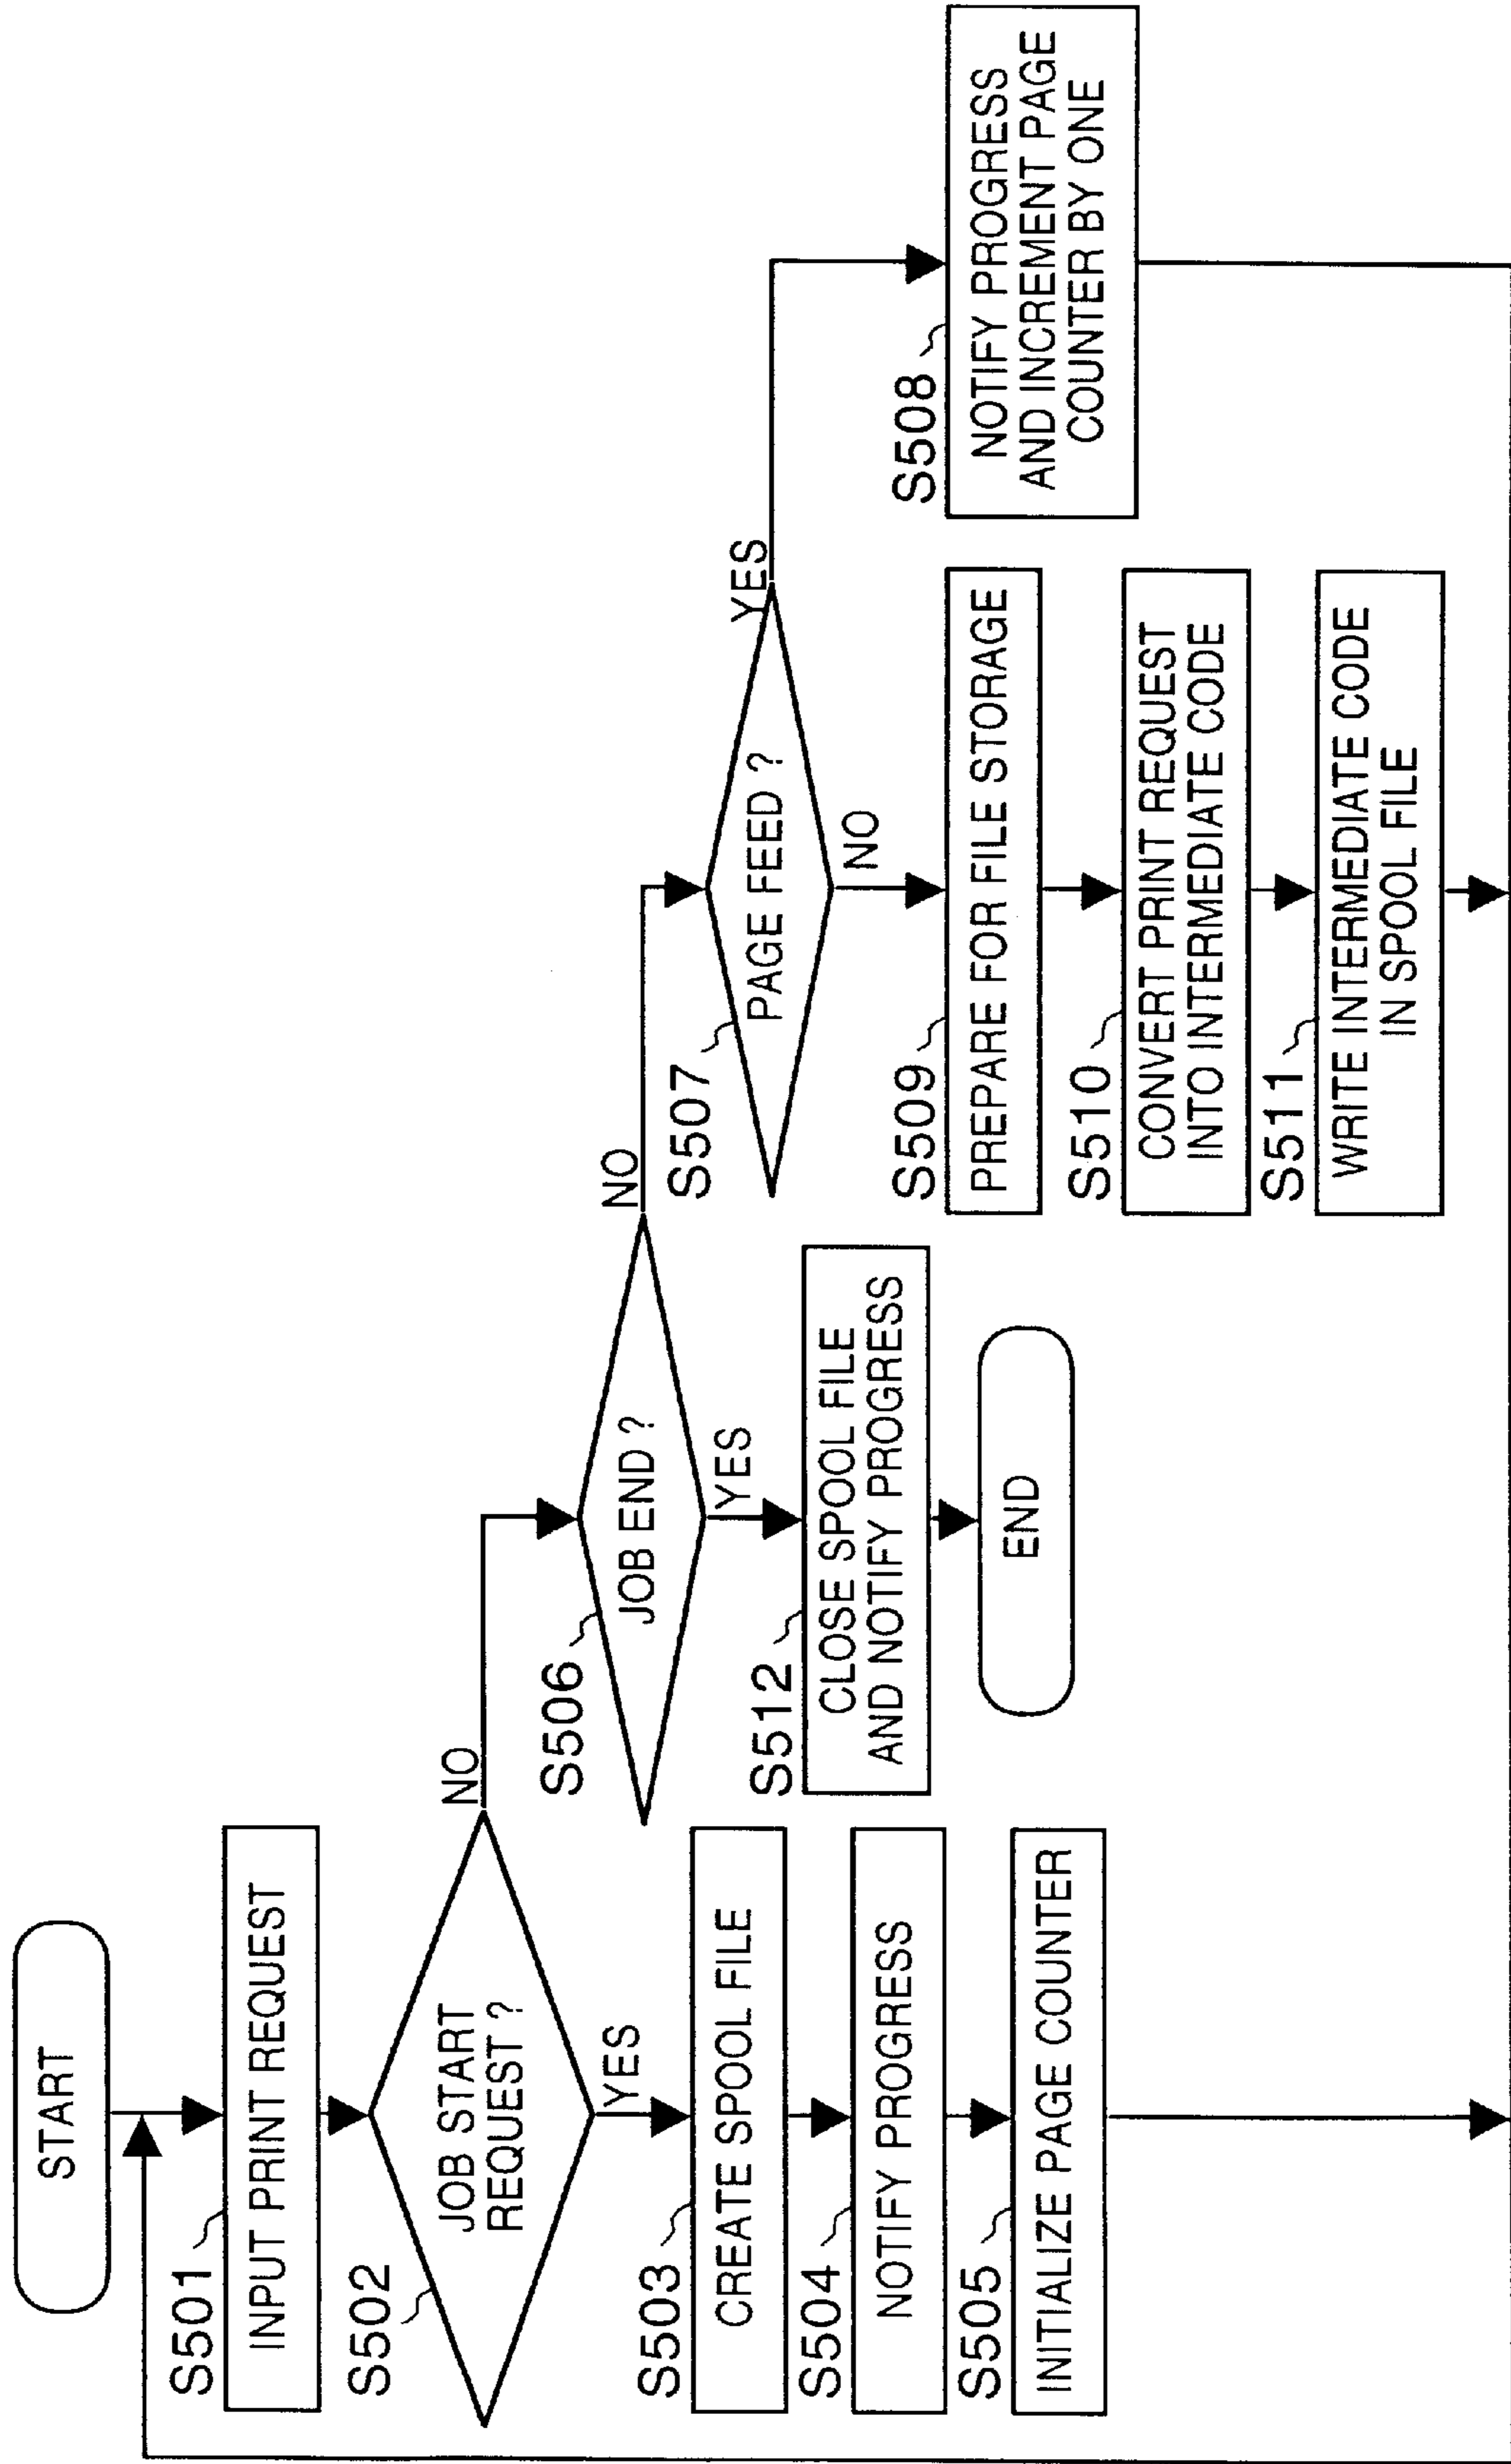 START
S501
INPUT PRINT REQUEST
S502
JOB START
REQUEST ?
NO
YES
S503
CREATE SPOOL FILE
S504
NOTIFY PROGRESS
S505
INITIALIZE PAGE COUNTER
S506
JOB END ?
NO
YES
S512
CLOSE SPOOL FILE
AND NOTIFY PROGRESS
END
S507
PAGE FEED ?
YES
NO
S509
PREPARE FOR FILE STORAGE
S510
CONVERT PRINT REQUEST
INTO INTERMEDIATE CODE
S511
WRITE INTERMEDIATE CODE
IN SPOOL FILE
S508
NOTIFY PROGRESS
AND INCREMENT PAGE
COUNTER BY ONE